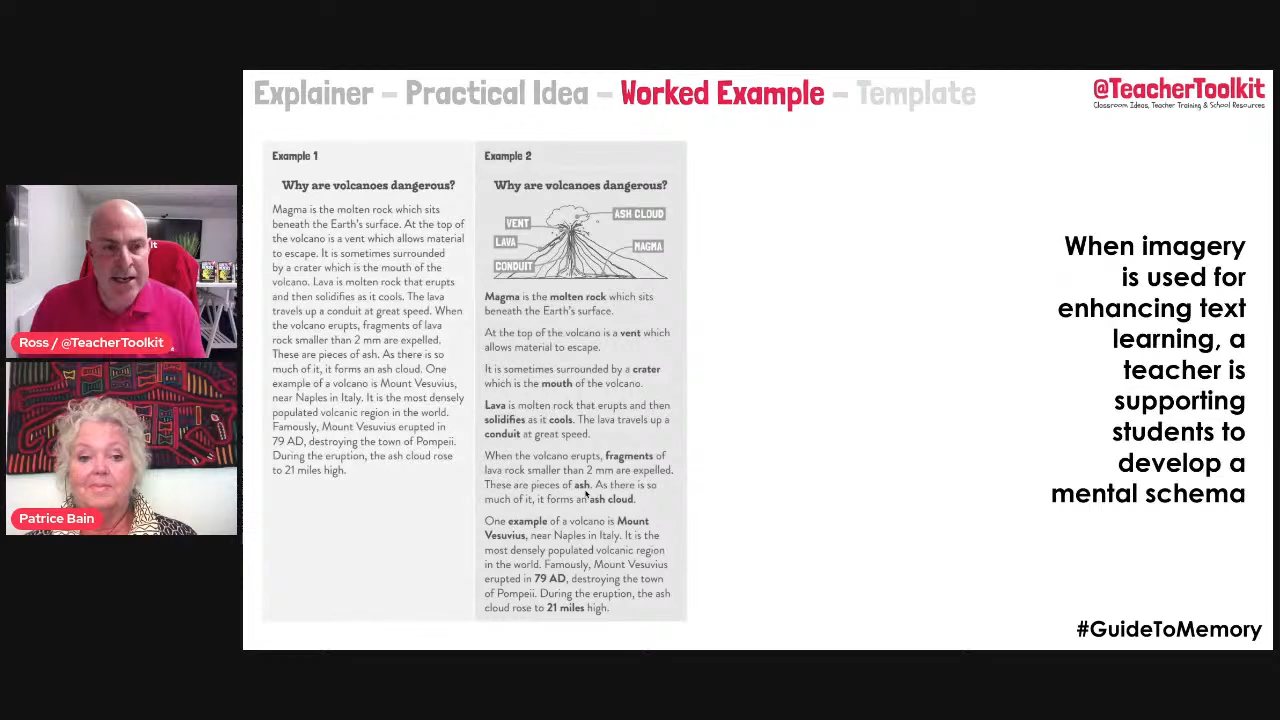 Explainer – Practical Idea – Worked Example – Template
@TeacherToolkit
Classroom Ideas, Teacher Training & School Resources
Example 1
Why are volcanoes dangerous?
Magma is the molten rock which sits
beneath the Earth's surface. At the top of
the volcano is a vent which allows material
to escape. It is sometimes surrounded
by a crater which is the mouth of the
volcano. Lava is molten rock that erupts
and then solidifies as it cools. The lava
travels up a conduit at great speed. When
the volcano erupts, fragments of lava
rock smaller than 2 mm are expelled.
These are pieces of ash. As there is so
much of it, it forms an ash cloud. One
example of a volcano is Mount Vesuvius,
near Naples in Italy. It is the most densely
populated volcanic region in the world.
Famously, Mount Vesuvius erupted in
79 AD, destroying the town of Pompeii.
During the eruption, the ash cloud rose
to 21 miles high.
Example 2
Why are volcanoes dangerous?
ASH CLOUD
VENT
LAVA
MAGMA
CONDUIT
Magma is the molten rock which sits
beneath the Earth's surface.
At the top of the volcano is a vent which
allows material to escape.
It is sometimes surrounded by a crater
which is the mouth of the volcano.
Lava is molten rock that erupts and then
solidifies as it cools. The lava travels up a
conduit at great speed.
When the volcano erupts, fragments of
lava rock smaller than 2 mm are expelled.
These are pieces of ash. As there is so
much of it, it forms an ash cloud.
One example of a volcano is Mount
Vesuvius, near Naples in Italy. It is the
most densely populated volcanic region
in the world. Famously, Mount Vesuvius
erupted in 79 AD, destroying the town
of Pompeii. During the eruption, the ash
cloud rose to 21 miles high.
When imagery
is used for
enhancing text
learning, a
teacher is
supporting
students to
develop a
mental schema
#GuideToMemory
Ross / @TeacherToolkit
Patrice Bain